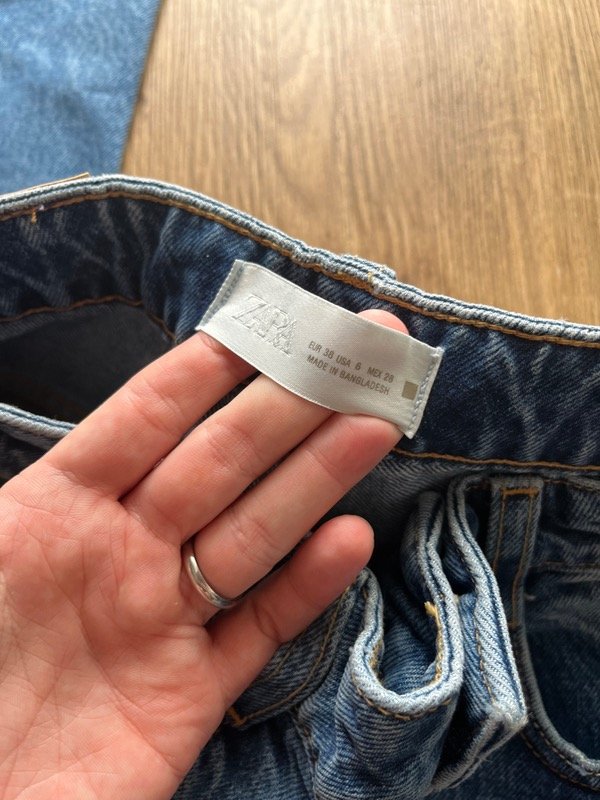 ZARA
EUR 38 USA 6 MEX 28
MADE IN BANGLADESH